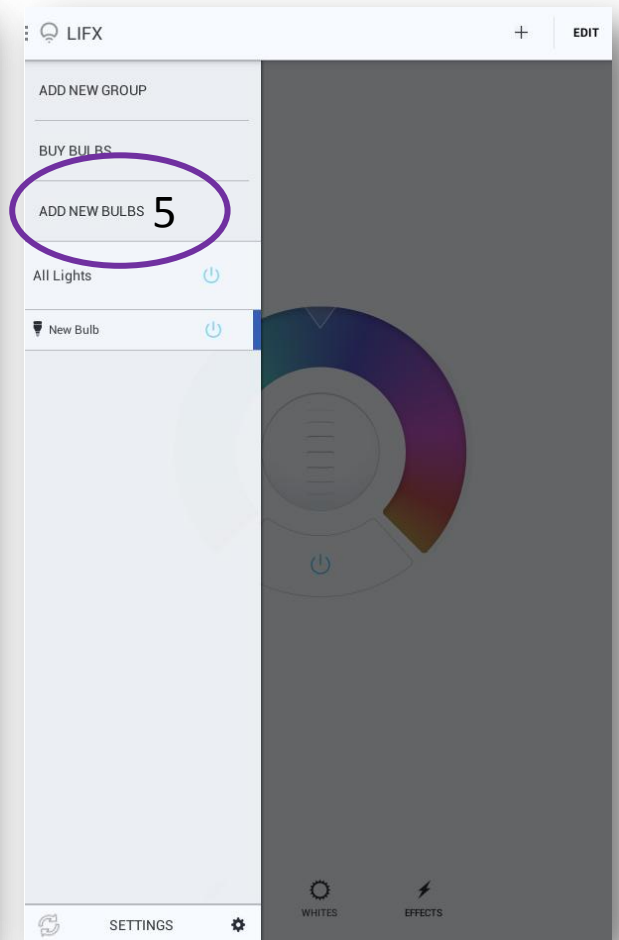 LIFX
+ EDIT
ADD NEW GROUP
BUY BULBS
ADD NEW BULBS 5
All Lights
New Bulb
WHITES
EFFECTS
SETTINGS